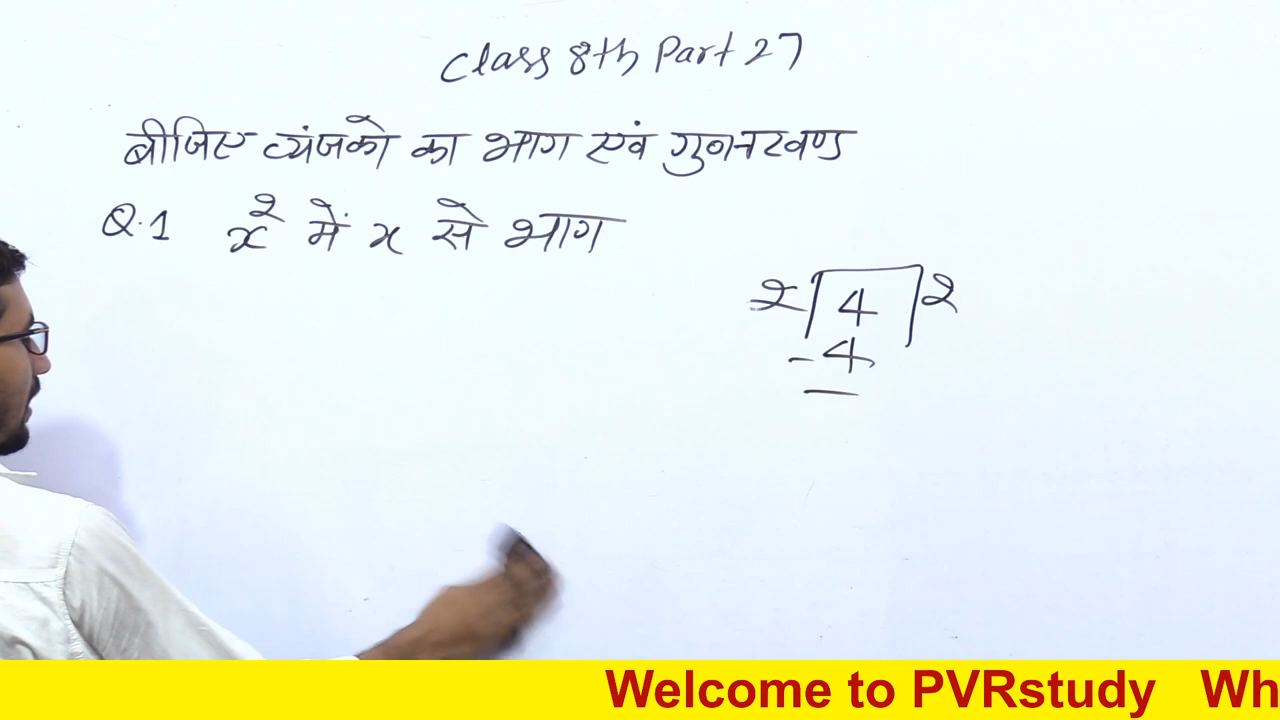 Class 8th Part 27
बीजिए व्यंजको का भाग एवं गुणनखण्ड
Q.1 x² में x से भाग
2 4 2
-4
Welcome to PVRstudy Wh